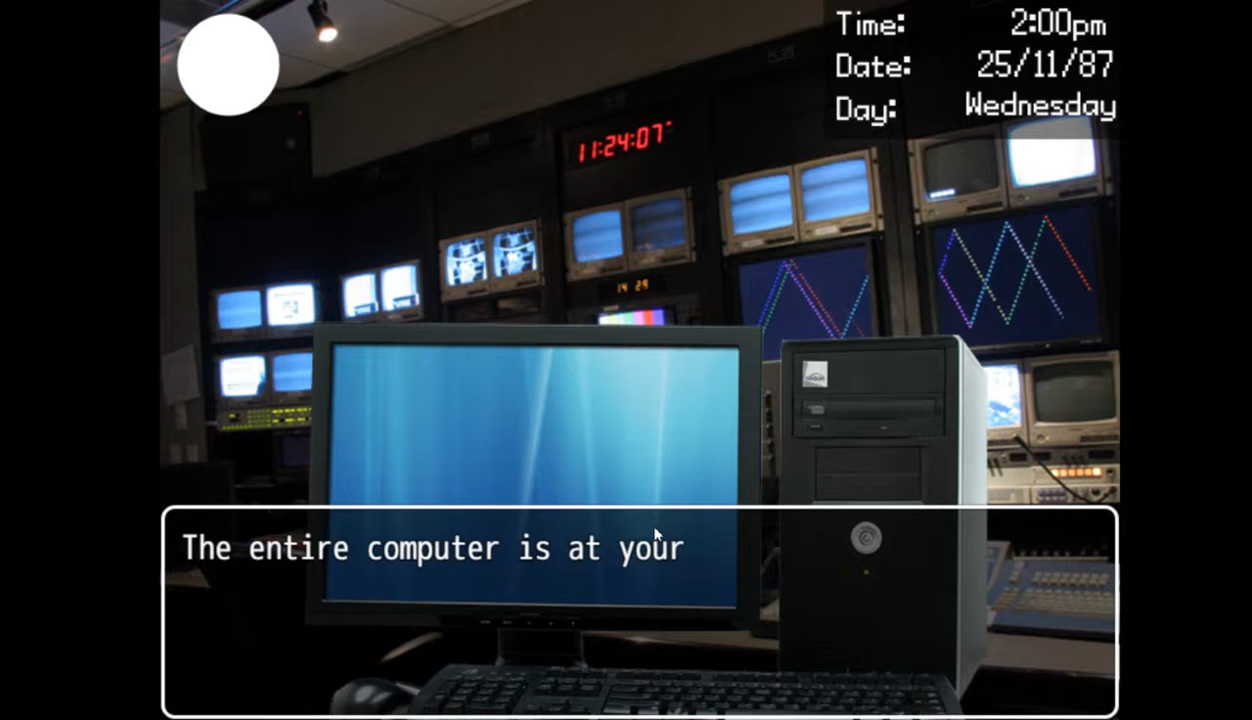 Time: 2:00pm
Date: 25/11/87
Day: Wednesday
11:24:07
14 29
The entire computer is at your